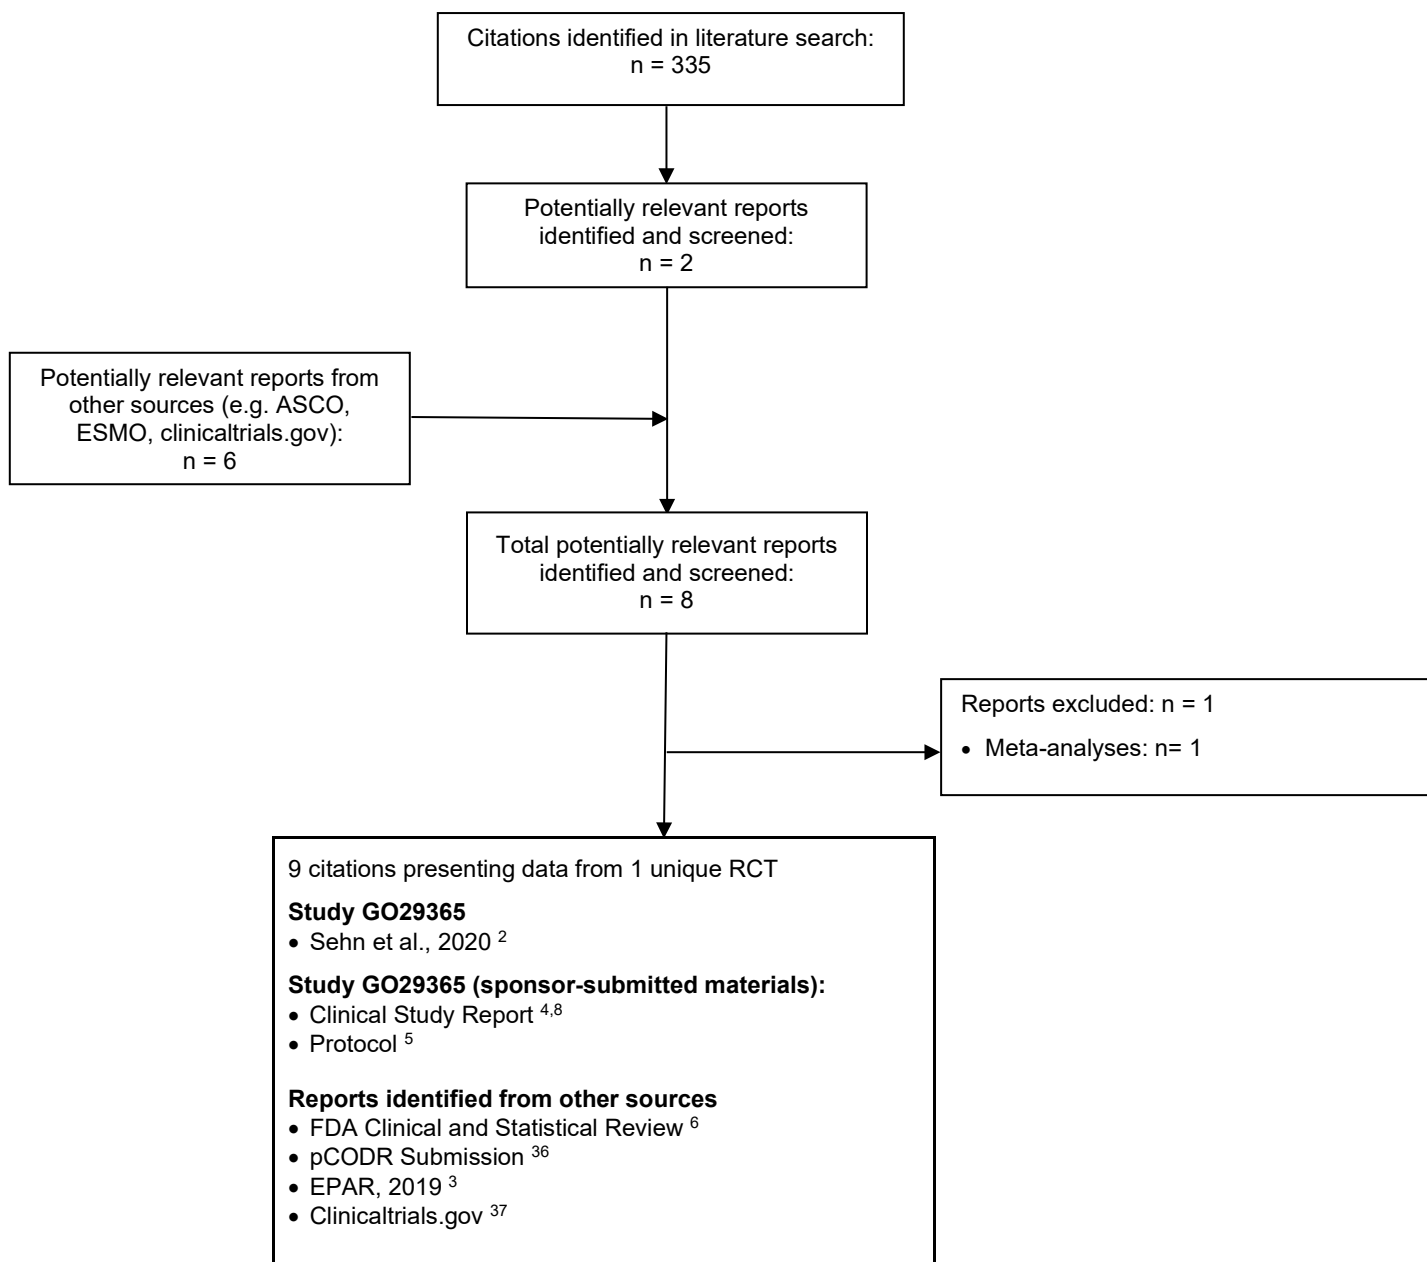 Citations identified in literature search:
n = 335
Potentially relevant reports
identified and screened:
n = 2
Potentially relevant reports from
other sources (e.g. ASCO,
ESMO, clinicaltrials.gov):
n = 6
Total potentially relevant reports
identified and screened:
n = 8
Reports excluded: n = 1
• Meta-analyses: n= 1
9 citations presenting data from 1 unique RCT
Study GO29365
• Sehn et al., 2020 2
Study GO29365 (sponsor-submitted materials):
• Clinical Study Report 4,8
• Protocol 5
Reports identified from other sources
• FDA Clinical and Statistical Review 6
• pCODR Submission 36
• EPAR, 2019 3
• Clinicaltrials.gov 37